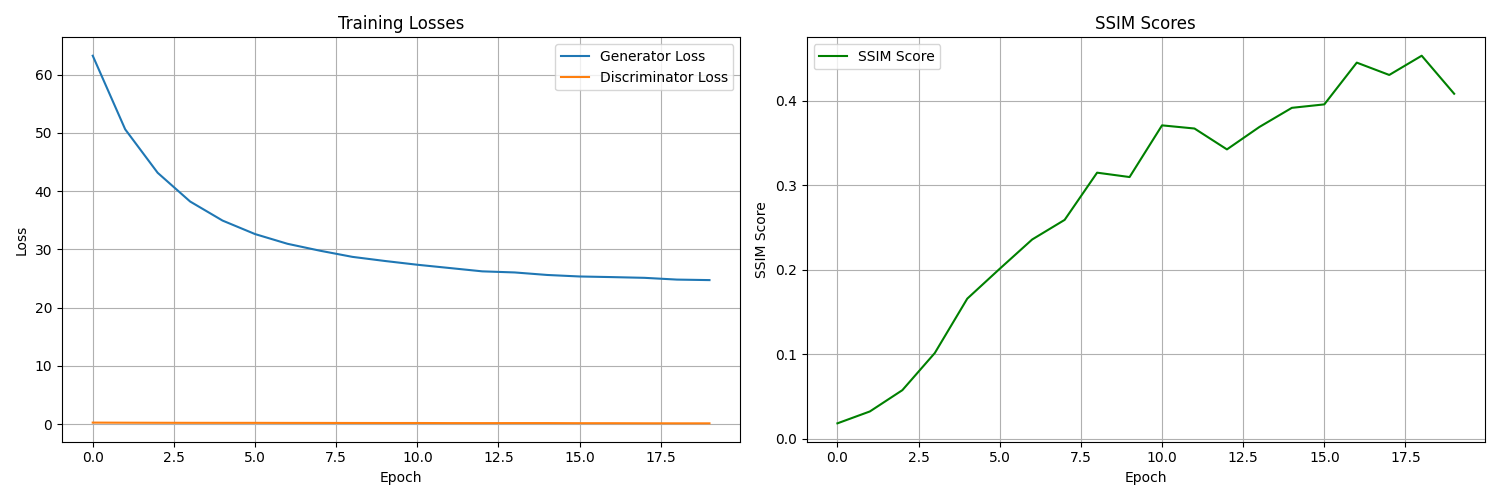 Training Losses
Generator Loss
Discriminator Loss
60
50
40
30
20
10
0
Loss
0.0 2.5 5.0 7.5 10.0 12.5 15.0 17.5
Epoch
SSIM Scores
SSIM Score
0.4
0.3
0.2
0.1
0.0
SSIM Score
0.0 2.5 5.0 7.5 10.0 12.5 15.0 17.5
Epoch